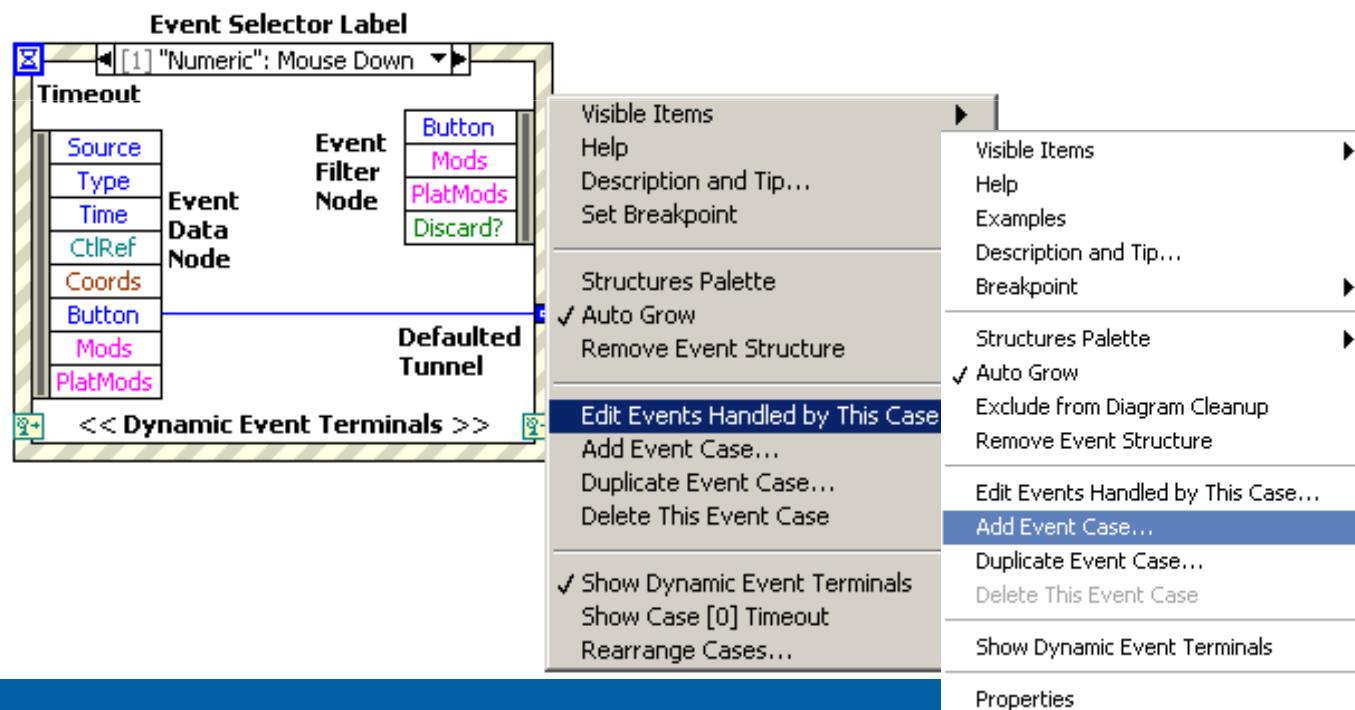 Event Selector Label
[1] "Numeric": Mouse Down
Timeout
Source
Type
Time
CtlRef
Coords
Button
Mods
PlatMods
Event
Data
Node
Event
Filter
Node
Button
Mods
PlatMods
Discard?
Defaulted
Tunnel
<< Dynamic Event Terminals >>
Visible Items
Help
Description and Tip...
Set Breakpoint
Structures Palette
Auto Grow
Remove Event Structure
Edit Events Handled by This Case
Add Event Case...
Duplicate Event Case...
Delete This Event Case
Show Dynamic Event Terminals
Show Case [0] Timeout
Rearrange Cases...
Visible Items
Help
Examples
Description and Tip...
Breakpoint
Structures Palette
Auto Grow
Exclude from Diagram Cleanup
Remove Event Structure
Edit Events Handled by This Case...
Add Event Case...
Duplicate Event Case...
Delete This Event Case
Show Dynamic Event Terminals
Properties